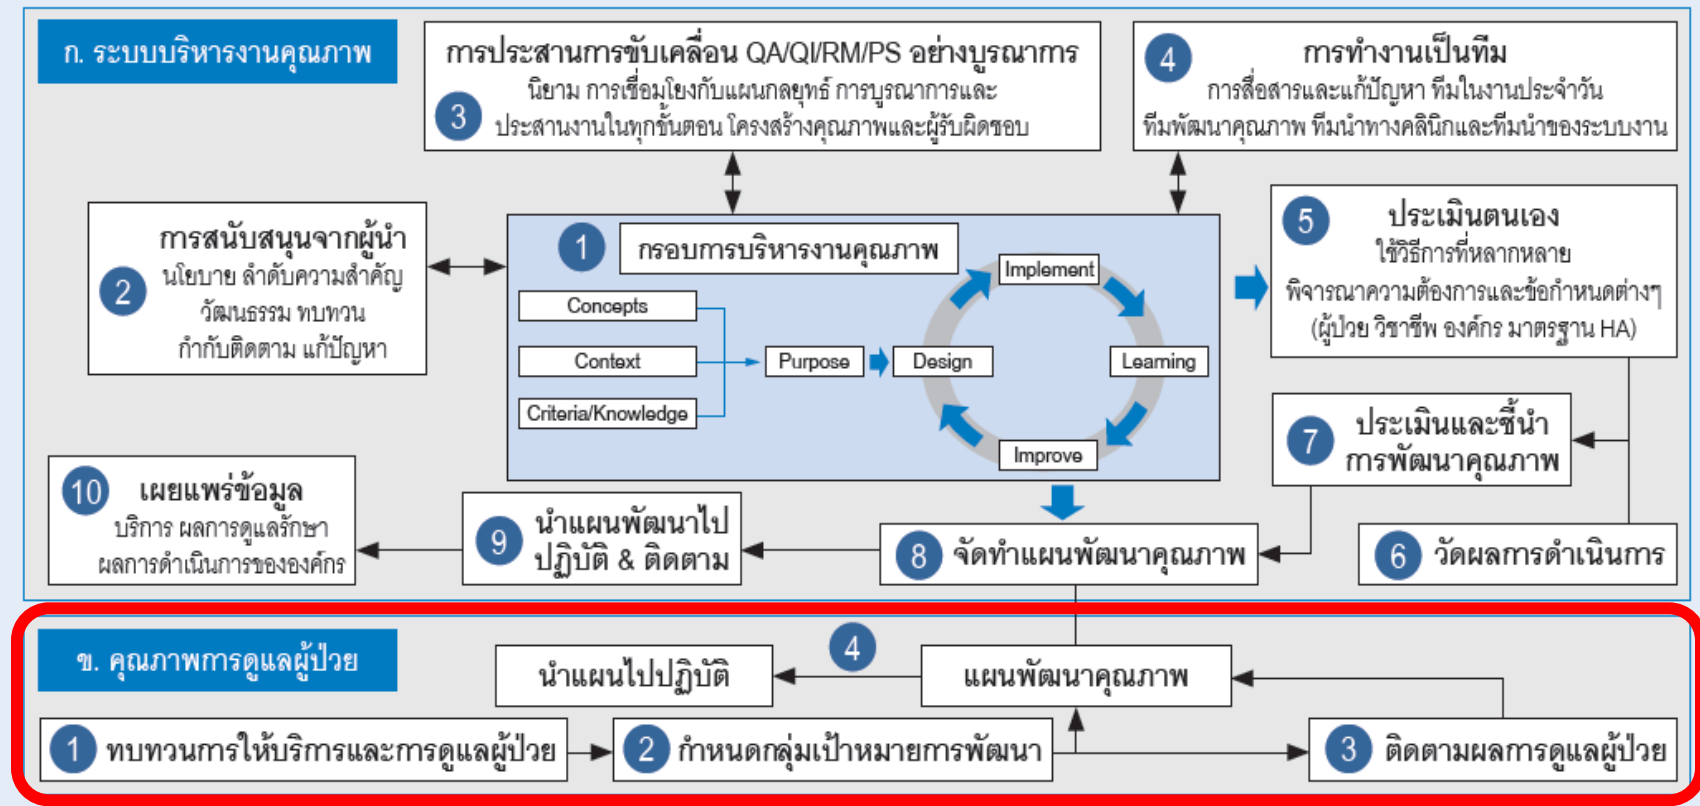 ก. ระบบบริหารงานคุณภาพ
การประสานการขับเคลื่อน QA/QI/RM/PS อย่างบูรณาการ
นิยาม การเชื่อมโยงกับแผนกลยุทธ์ การบูรณาการและ
3
ประสานงานในทุกขั้นตอน โครงสร้างคุณภาพและผู้รับผิดชอบ
4
การทำงานเป็นทีม
การสื่อสารและแก้ปัญหา ทีมในงานประจำวัน
ทีมพัฒนาคุณภาพ ทีมนำทางคลินิกและทีมนำของระบบงาน
2
การสนับสนุนจากผู้นำ
นโยบาย ลำดับความสำคัญ
วัฒนธรรม ทบทวน
กำกับติดตาม แก้ปัญหา
1
กรอบการบริหารงานคุณภาพ
Concepts
Context
Criteria/Knowledge
Purpose
Design
Implement
Learning
Improve
5
ประเมินตนเอง
ใช้วิธีการที่หลากหลาย
พิจารณาความต้องการและข้อกำหนดต่างๆ
(ผู้ป่วย วิชาชีพ องค์กร มาตรฐาน HA)
7
ประเมินและชี้นำ
การพัฒนาคุณภาพ
10
เผยแพร่ข้อมูล
บริการ ผลการดูแลรักษา
ผลการดำเนินการขององค์กร
9
นำแผนพัฒนาไป
ปฏิบัติ & ติดตาม
8
จัดทำแผนพัฒนาคุณภาพ
6
วัดผลการดำเนินการ
ข. คุณภาพการดูแลผู้ป่วย
นำแผนไปปฏิบัติ
4
แผนพัฒนาคุณภาพ
1
ทบทวนการให้บริการและการดูแลผู้ป่วย
2
กำหนดกลุ่มเป้าหมายการพัฒนา
3
ติดตามผลการดูแลผู้ป่วย